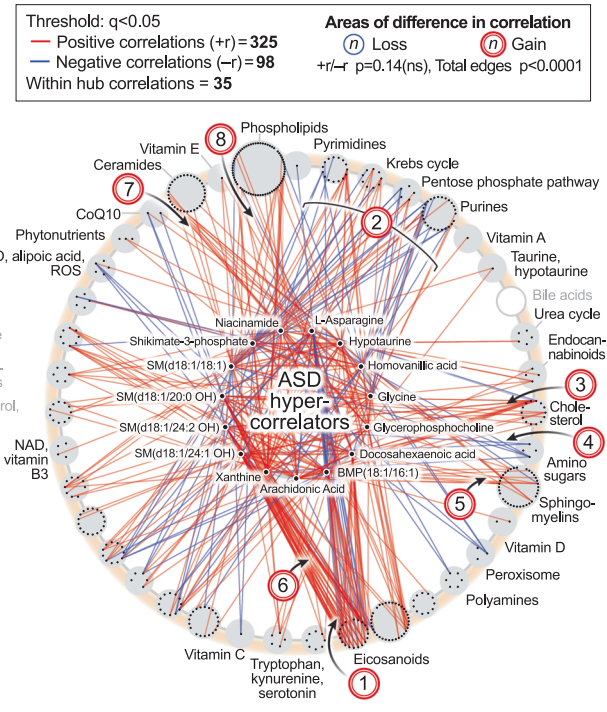 Threshold: q<0.05
Positive correlations (+r) = 325
Negative correlations (−r) = 98
Within hub correlations = 35
Areas of difference in correlation
n Loss
n Gain
+r/−r p=0.14(ns), Total edges p<0.0001
Phospholipids
8
Vitamin E
Pyrimidines
Ceramides
Krebs cycle
7
Pentose phosphate pathway
CoQ10
2
Purines
Phytonutrients
Vitamin A
alipoic acid,
ROS
Taurine,
hypotaurine
Bile acids
Urea cycle
Niacinamide
L-Asparagine
Shikimate-3-phosphate
Hypotaurine
Endocan-
nabinoids
SM(d18:1/18:1)
Homovanillic acid
ASD
hyper-
correlators
3
SM(d18:1/20:0 OH)
Glycine
Chole-
sterol
SM(d18:1/24:2 OH)
Glycerophosphocholine
4
NAD,
vitamin
B3
SM(d18:1/24:1 OH)
Docosahexaenoic acid
Amino
sugars
Xanthine
BMP(18:1/16:1)
Arachidonic Acid
5
Sphingo-
myelins
Vitamin D
6
Peroxisome
Polyamines
Vitamin C
Tryptophan,
kynurenine,
serotonin
Eicosanoids
1